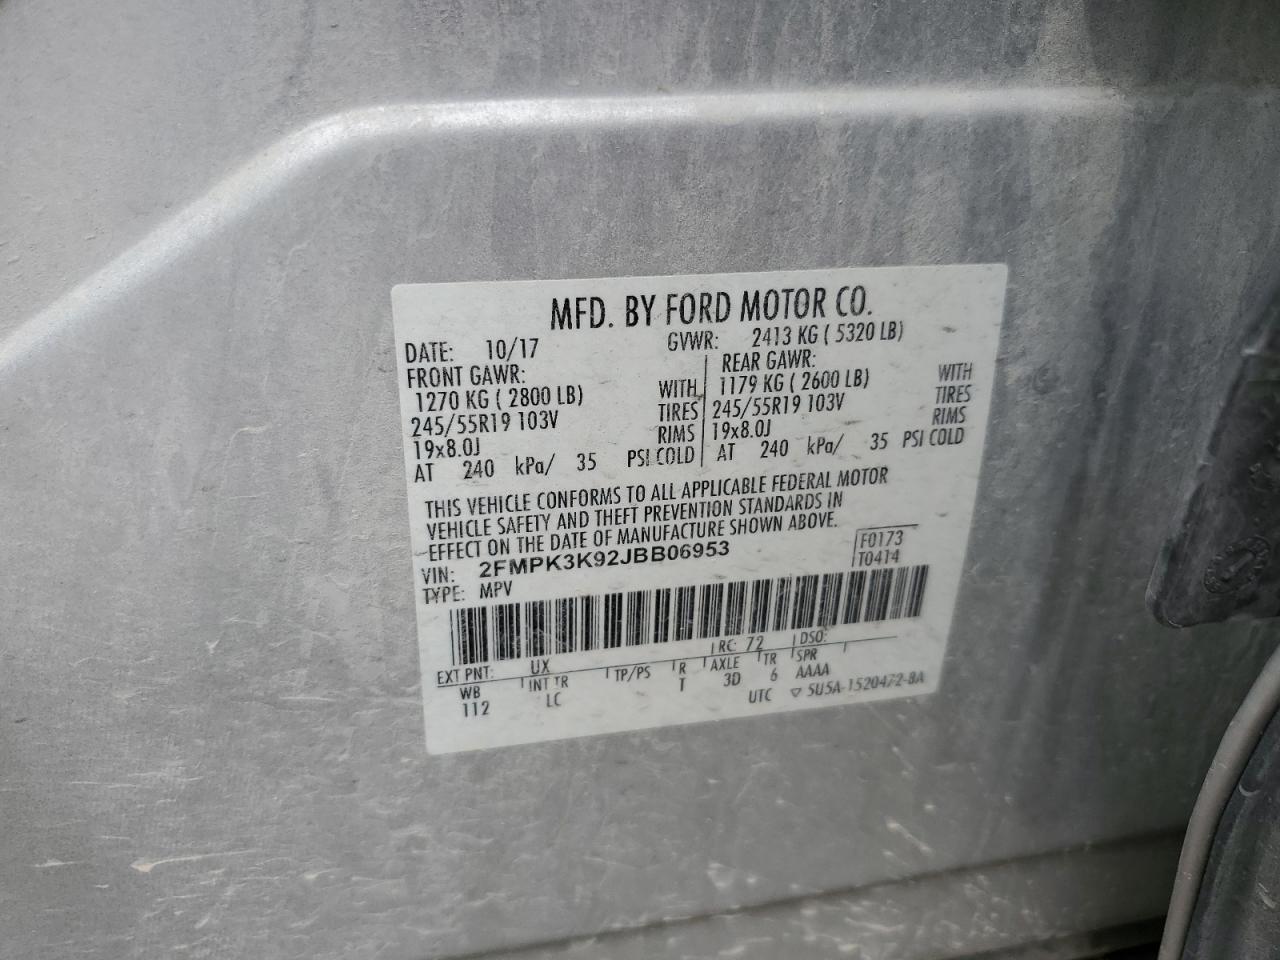 MFD. BY FORD MOTOR CO.
DATE: 10/17 GVWR: 2413 KG ( 5320 LB)
FRONT GAWR: REAR GAWR:
1270 KG ( 2800 LB) WITH 1179 KG ( 2600 LB) WITH
245/55R19 103V TIRES 245/55R19 103V TIRES
19x8.0J RIMS 19x8.0J RIMS
AT 240 kPa/ 35 PSI COLD AT 240 kPa/ 35 PSI COLD
THIS VEHICLE CONFORMS TO ALL APPLICABLE FEDERAL MOTOR
VEHICLE SAFETY AND THEFT PREVENTION STANDARDS IN
EFFECT ON THE DATE OF MANUFACTURE SHOWN ABOVE.
VIN: 2FMPK3K92JBB06953 F0173
TYPE: MPV T0414
EXT PNT: UX RC: 72 DSO:
WB INT TR TP/PS R AXLE TR SPR
112 LC T 3D 6 AAAA
UTC ▽ 5U5A-1520472-BA